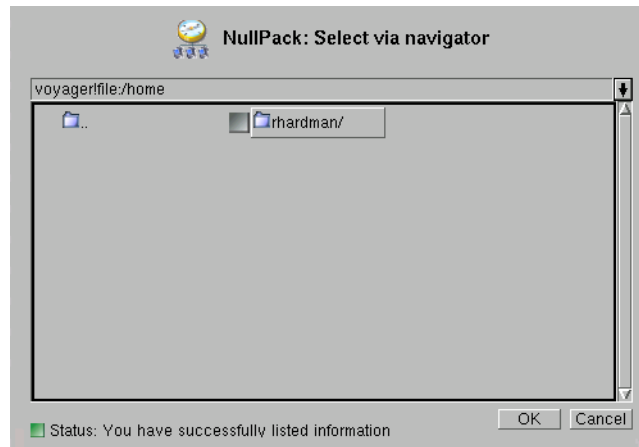 NullPack: Select via navigator
voyager!file:/home
.. rhardman/
Status: You have successfully listed information
OK Cancel